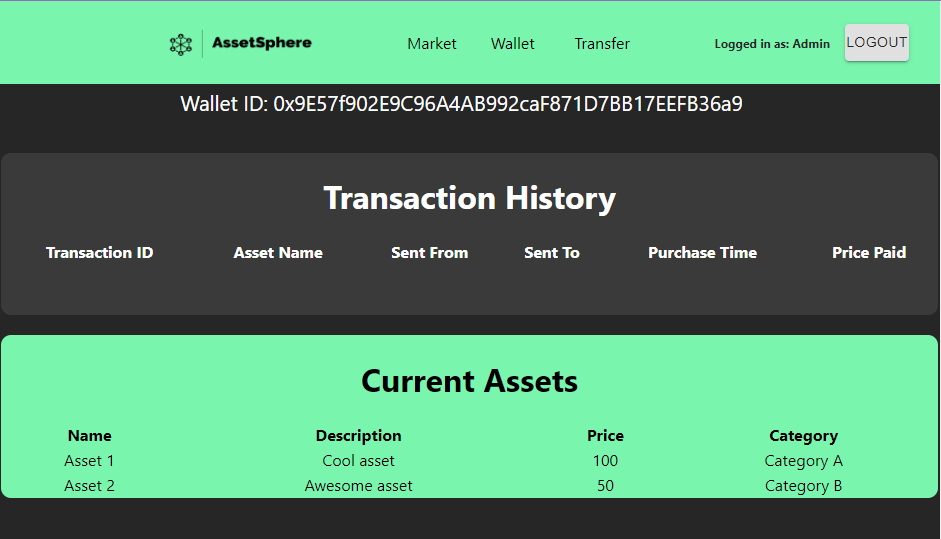 AssetSphere Market Wallet Transfer Logged in as: Admin LOGOUT
Wallet ID: 0x9E57f902E9C96A4AB992caF871D7BB17EEFB36a9
Transaction History
Transaction ID Asset Name Sent From Sent To Purchase Time Price Paid
Current Assets
Name Description Price Category
Asset 1 Cool asset 100 Category A
Asset 2 Awesome asset 50 Category B